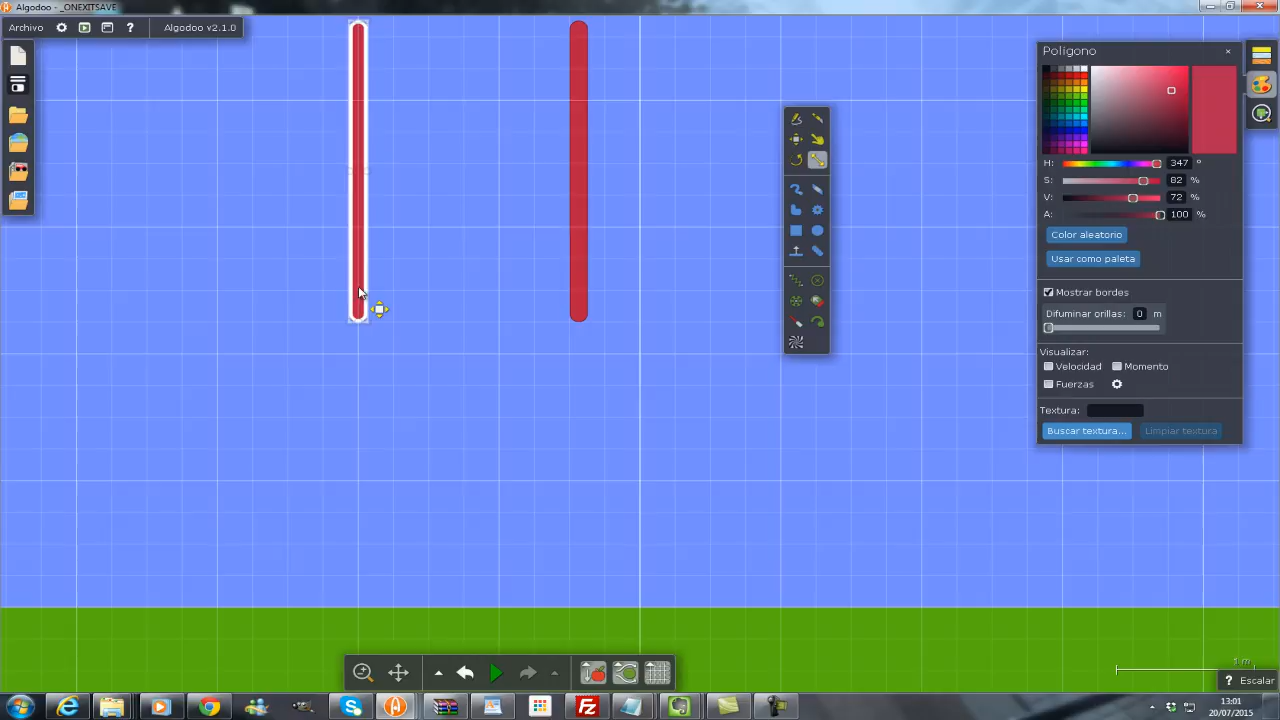 Algodoo - _ONEXITSAVE
Archivo ? Algodoo v2.1.0
Polígono ×
H: 347 °
S: 82 %
V: 72 %
A: 100 %
Color aleatorio
Usar como paleta
Mostrar bordes
Difuminar orillas: 0 m
Visualizar:
Velocidad Momento
Fuerzas
Textura:
Buscar textura... Limpiar textura
1 m
? Escalar
13:01
20/07/2015